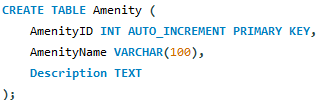 CREATE TABLE Amenity (
    AmenityID INT AUTO_INCREMENT PRIMARY KEY,
    AmenityName VARCHAR(100),
    Description TEXT
);